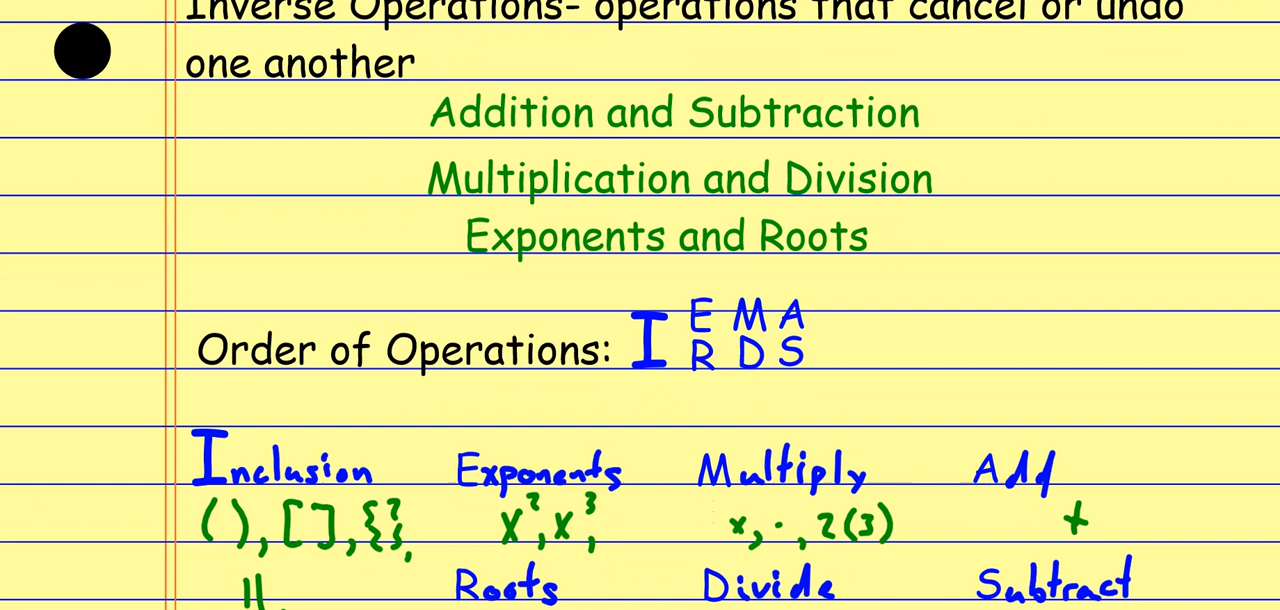 Inverse Operations- operations that cancel or undo
one another
Addition and Subtraction
Multiplication and Division
Exponents and Roots
E M A
Order of Operations: I R D S
Inclusion Exponents Multiply Add
( ), [ ], { }, x², x³, x, ·, 2(3) +
Roots Divide Subtract